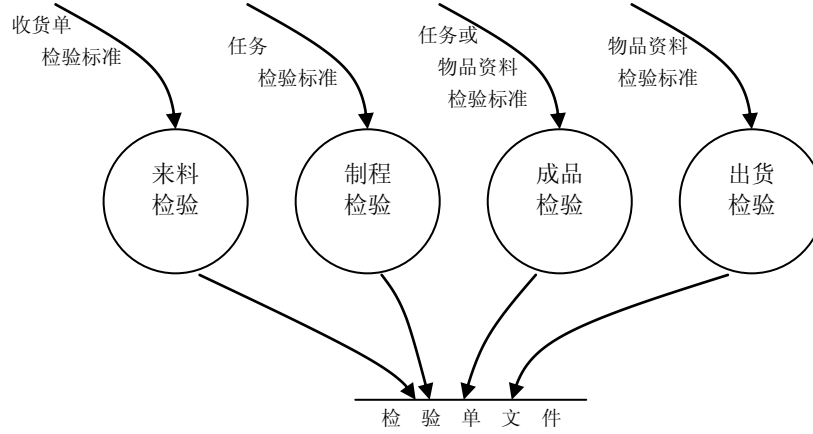 收货单
检验标准
任务
检验标准
任务或
物品资料
检验标准
物品资料
检验标准
来料
检验
制程
检验
成品
检验
出货
检验
检验单文件